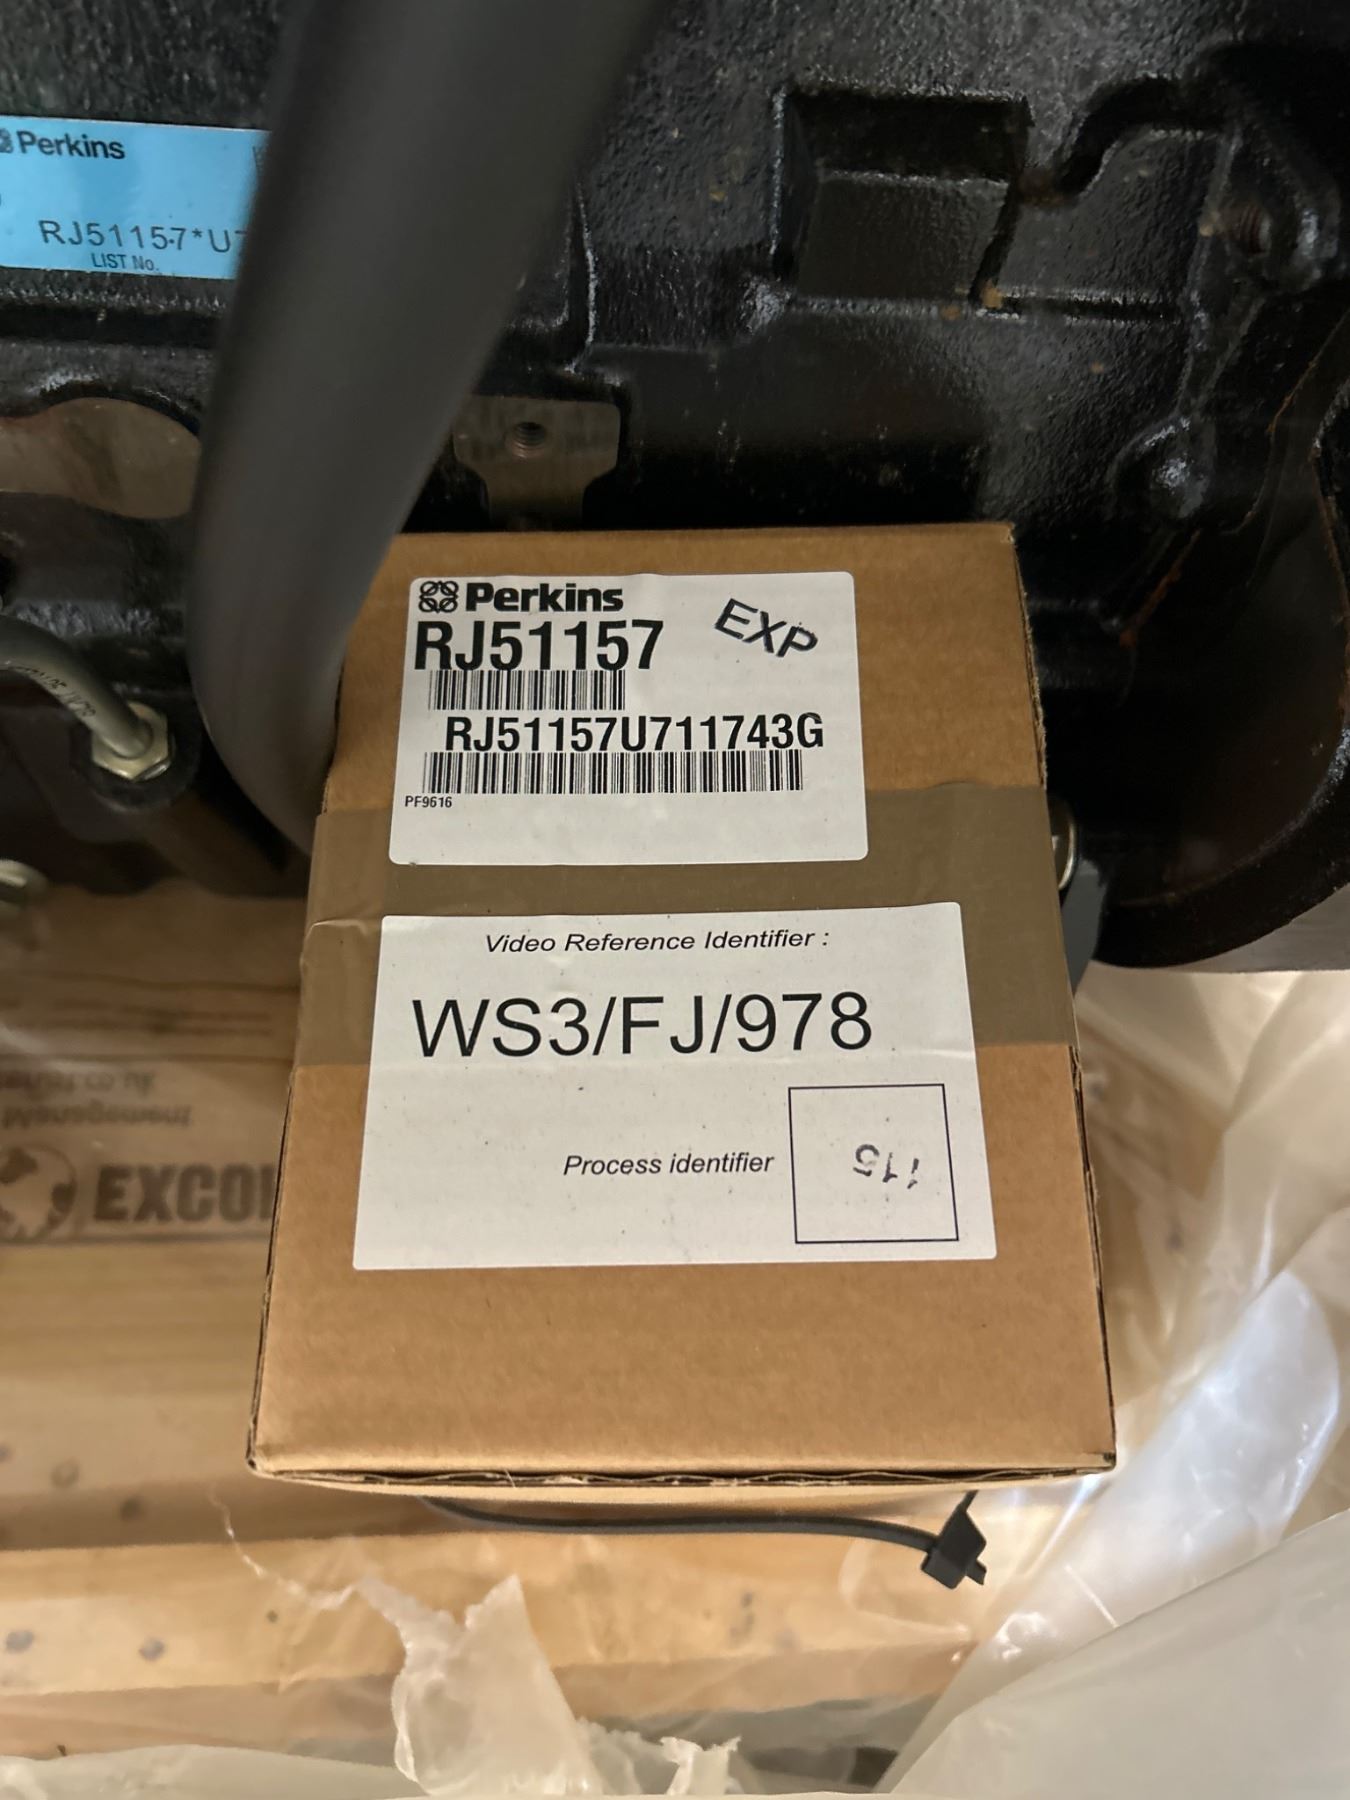 Perkins
RJ51157*U7
LIST No.
Perkins
EXP
RJ51157
RJ51157U711743G
PF9616
Video Reference Identifier :
WS3/FJ/978
Process identifier
115
Management
EXCO